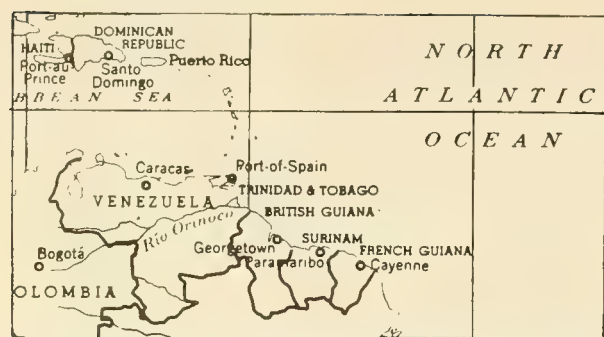 DOMINICAN
REPUBLIC
HAITI
Port-au
Prince
Santo
Domingo
Puerto Rico
BBEAN SEA
NORTH
ATLANTIC
OCEAN
Caracas
Port-of-Spain
TRINIDAD & TOBAGO
VENEZUELA
BRITISH GUIANA
Río Orinoco
Georgetown
SURINAM
Paramaribo
FRENCH GUIANA
Cayenne
Bogotá
OLOMBIA